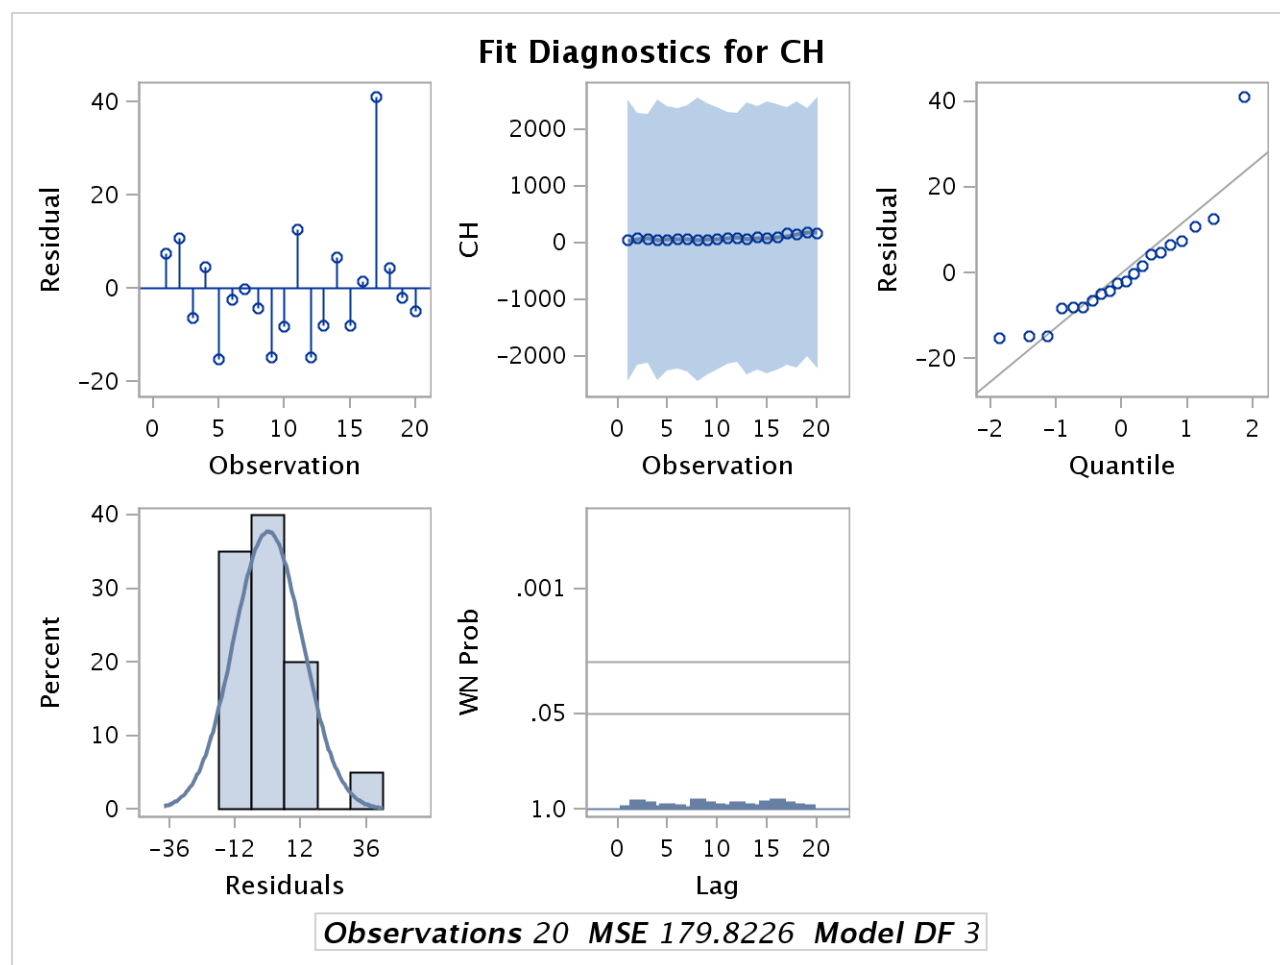 Fit Diagnostics for CH
40
20
0
−20
Residual
0 5 10 15 20
Observation
2000
1000
0
−1000
−2000
CH
0 5 10 15 20
Observation
40
20
0
−20
Residual
−2 −1 0 1 2
Quantile
40
30
20
10
0
Percent
−36 −12 12 36
Residuals
.001
.05
1.0
WN Prob
0 5 10 15 20
Lag
Observations 20 MSE 179.8226 Model DF 3